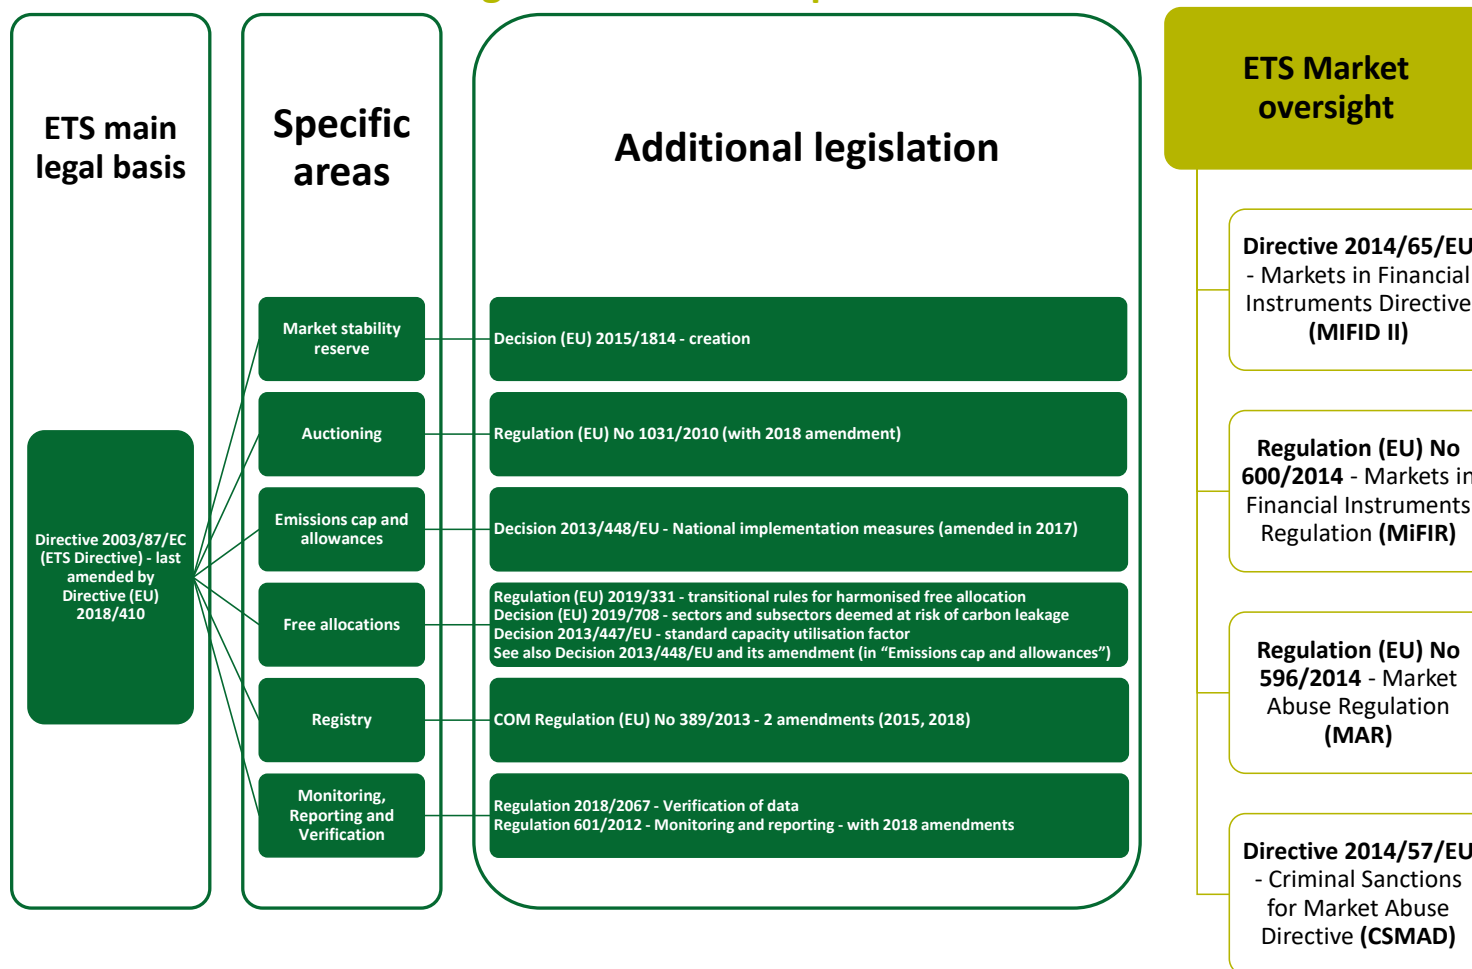 ETS main
legal basis
Specific
areas
Additional legislation
Directive 2003/87/EC
(ETS Directive) - last
amended by
Directive (EU)
2018/410
Market stability
reserve
Decision (EU) 2015/1814 - creation
Auctioning
Regulation (EU) No 1031/2010 (with 2018 amendment)
Emissions cap and
allowances
Decision 2013/448/EU - National implementation measures (amended in 2017)
Free allocations
Regulation (EU) 2019/331 - transitional rules for harmonised free allocation
Decision (EU) 2019/708 - sectors and subsectors deemed at risk of carbon leakage
Decision 2013/447/EU - standard capacity utilisation factor
See also Decision 2013/448/EU and its amendment (in “Emissions cap and allowances”)
Registry
COM Regulation (EU) No 389/2013 - 2 amendments (2015, 2018)
Monitoring,
Reporting and
Verification
Regulation 2018/2067 - Verification of data
Regulation 601/2012 - Monitoring and reporting - with 2018 amendments
ETS Market
oversight
Directive 2014/65/EU
- Markets in Financial
Instruments Directive
(MIFID II)
Regulation (EU) No
600/2014 - Markets in
Financial Instruments
Regulation (MiFIR)
Regulation (EU) No
596/2014 - Market
Abuse Regulation
(MAR)
Directive 2014/57/EU
- Criminal Sanctions
for Market Abuse
Directive (CSMAD)